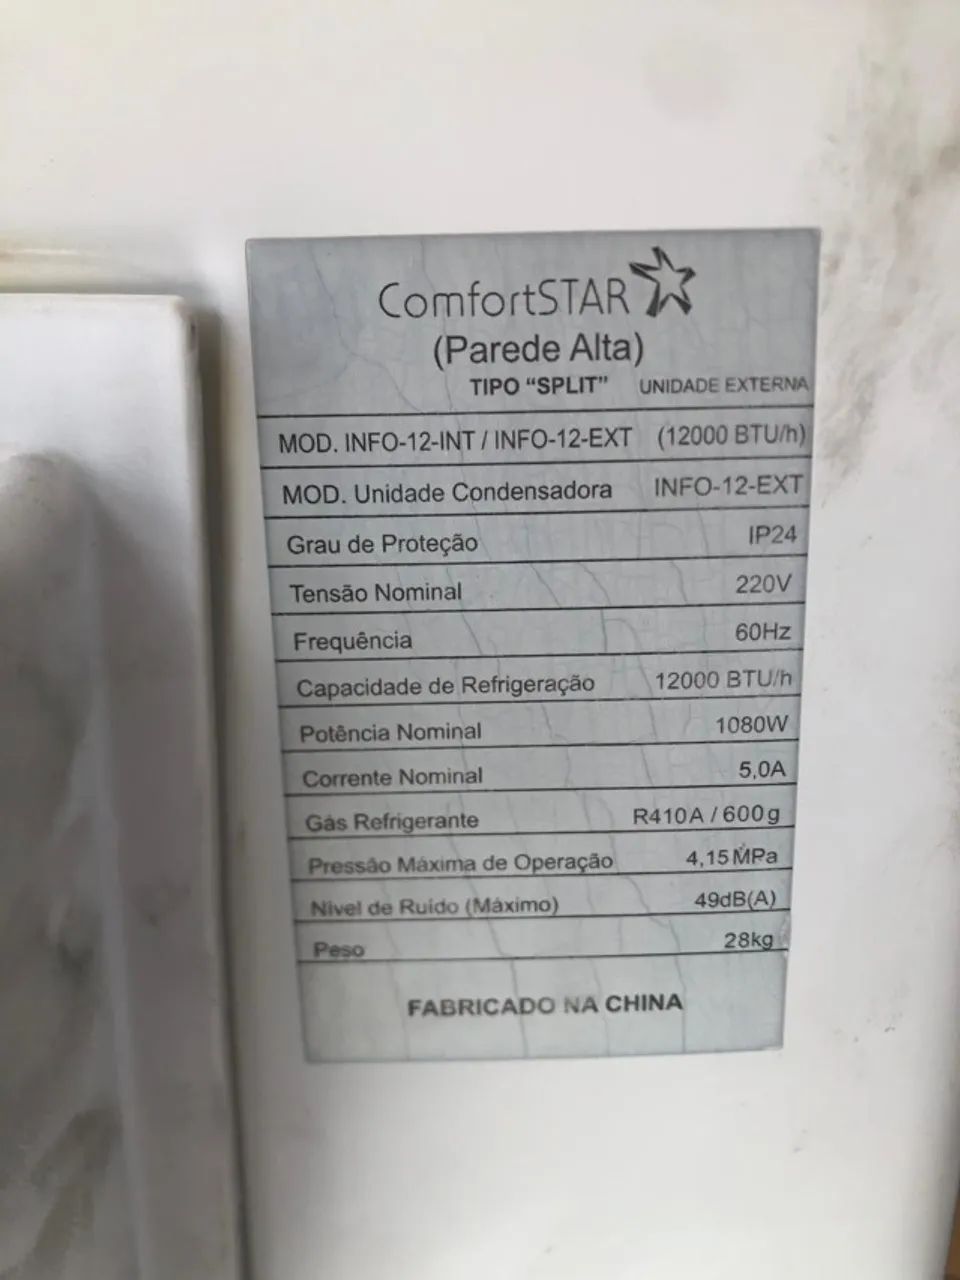 ComfortSTAR
(Parede Alta)
TIPO “SPLIT” UNIDADE EXTERNA
MOD. INFO-12-INT / INFO-12-EXT (12000 BTU/h)
MOD. Unidade Condensadora INFO-12-EXT
Grau de Proteção IP24
Tensão Nominal 220V
Frequência 60Hz
Capacidade de Refrigeração 12000 BTU/h
Potência Nominal 1080W
Corrente Nominal 5,0A
Gás Refrigerante R410A / 600g
Pressão Máxima de Operação 4,15MPa
Nível de Ruído (Máximo) 49dB(A)
Peso 28kg
FABRICADO NA CHINA